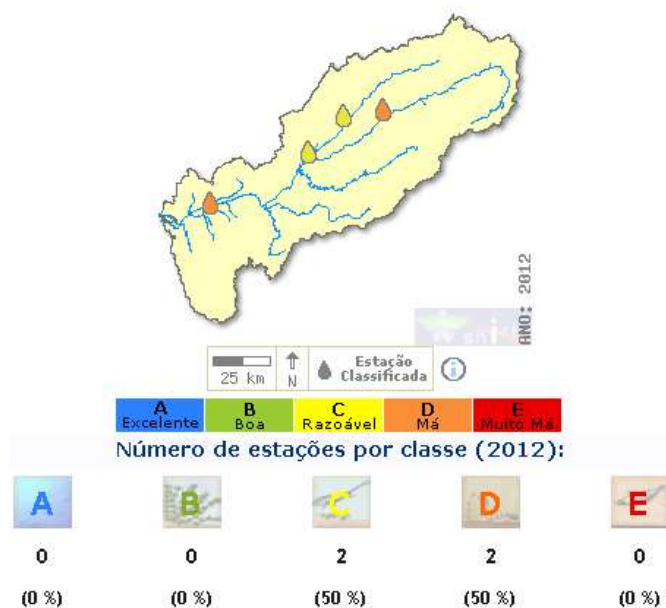 ANO: 2012
25 km
N
Estação
Classificada
i
A B C D E
Excelente Boa Razoável Má Muito Má
Número de estações por classe (2012):
A B C D E
0 0 2 2 0
(0 %) (0 %) (50 %) (50 %) (0 %)